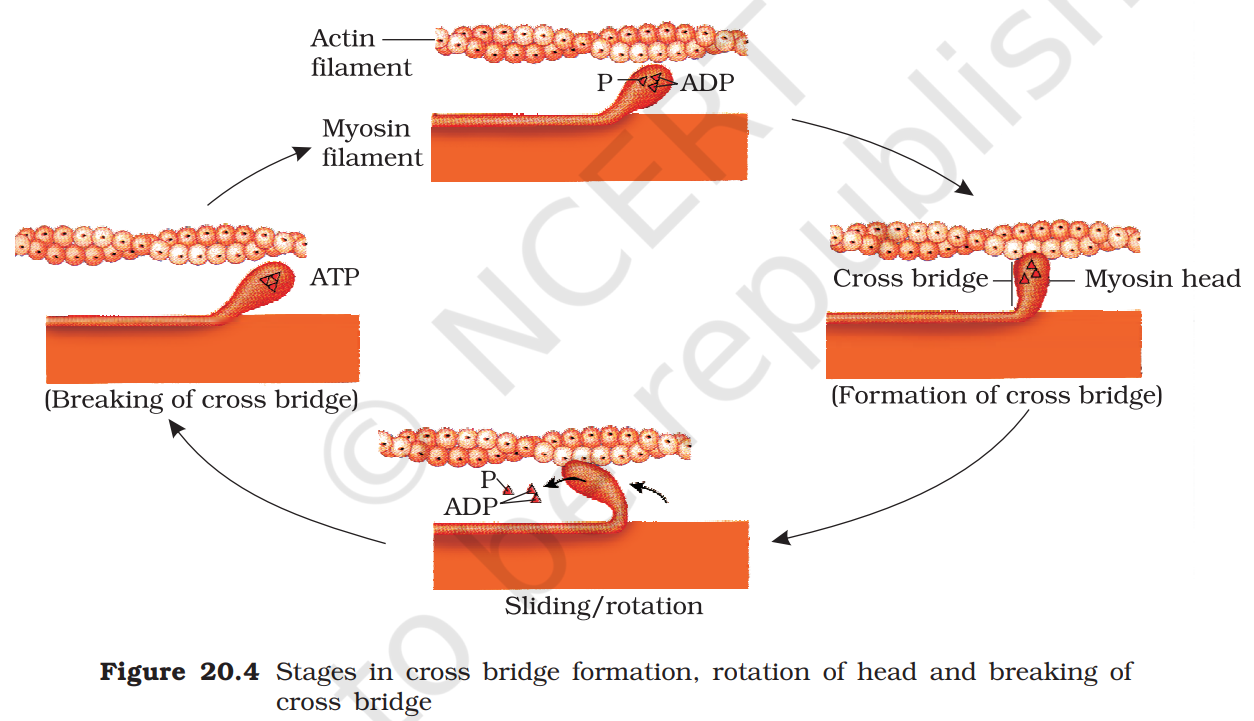 Actin
filament
P
ADP
Myosin
filament
ATP
(Breaking of cross bridge)
Cross bridge
Myosin head
(Formation of cross bridge)
P
ADP
Sliding/rotation
Figure 20.4 Stages in cross bridge formation, rotation of head and breaking of
cross bridge
© NCERT
to be republish